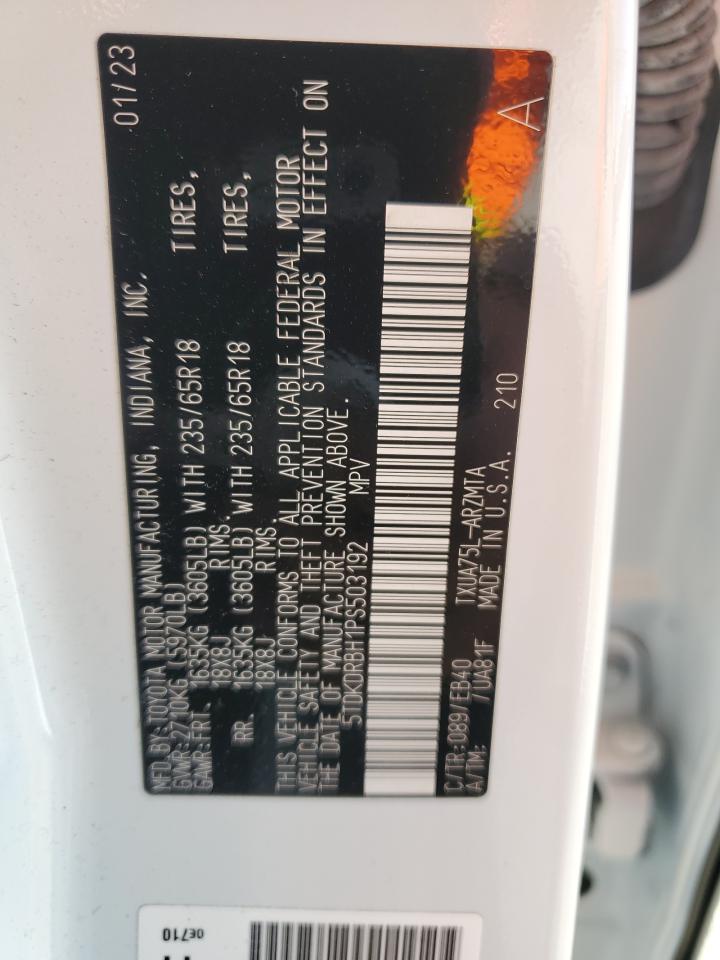 MFD.BY:TOYOTA MOTOR MANUFACTURING, INDIANA, INC. 01/23
GVWR:2710KG (5970LB)
GAWR:FRT. 1635KG (3605LB) WITH 235/65R18 TIRES,
18X8J RIMS.
RR. 1635KG (3605LB) WITH 235/65R18 TIRES,
18X8J RIMS.
THIS VEHICLE CONFORMS TO ALL APPLICABLE FEDERAL MOTOR
VEHICLE SAFETY AND THEFT PREVENTION STANDARDS IN EFFECT ON
THE DATE OF MANUFACTURE SHOWN ABOVE.
5TDKDRBH1PS503192 MPV
C/TR:089/EB40 TXUA75L-ARZMTA 210 A
A/TM: /UA81F MADE IN U.S.A.
0E710